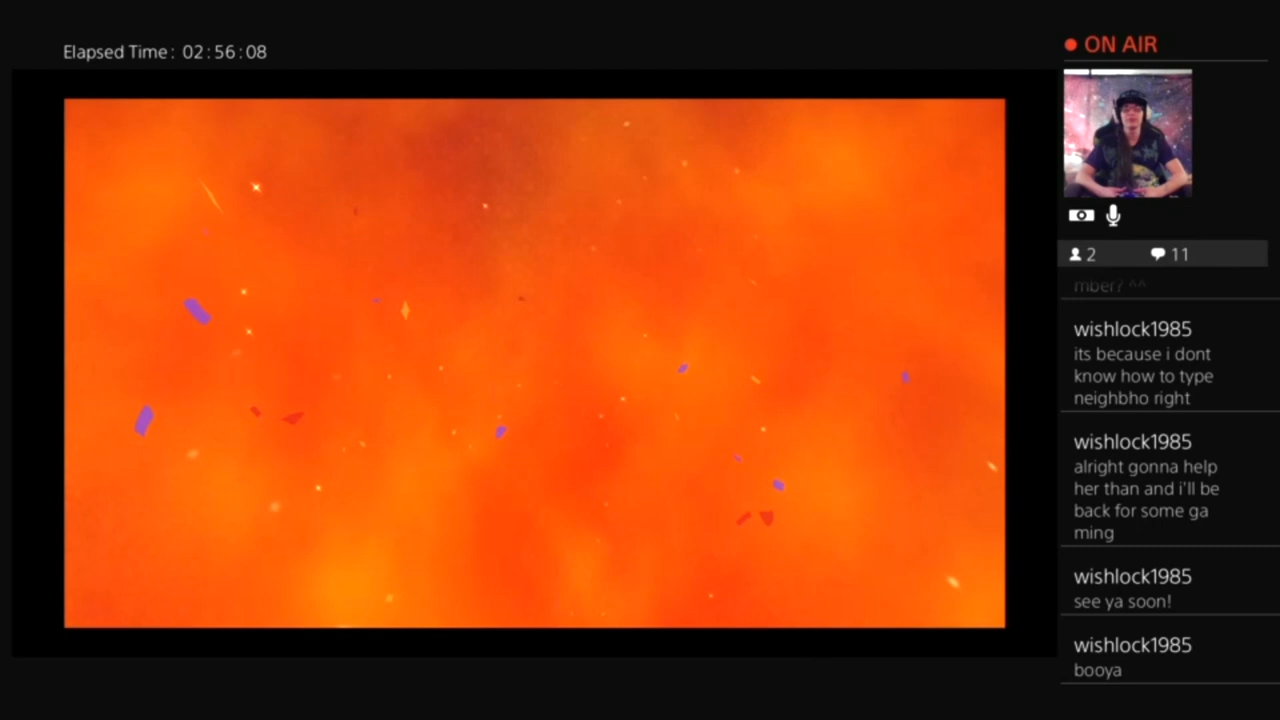 Elapsed Time: 02:56:08
ON AIR
2
11
mber? ^^
wishlock1985
its because i dont
know how to type
neighbho right
wishlock1985
alright gonna help
her than and i'll be
back for some ga
ming
wishlock1985
see ya soon!
wishlock1985
booya